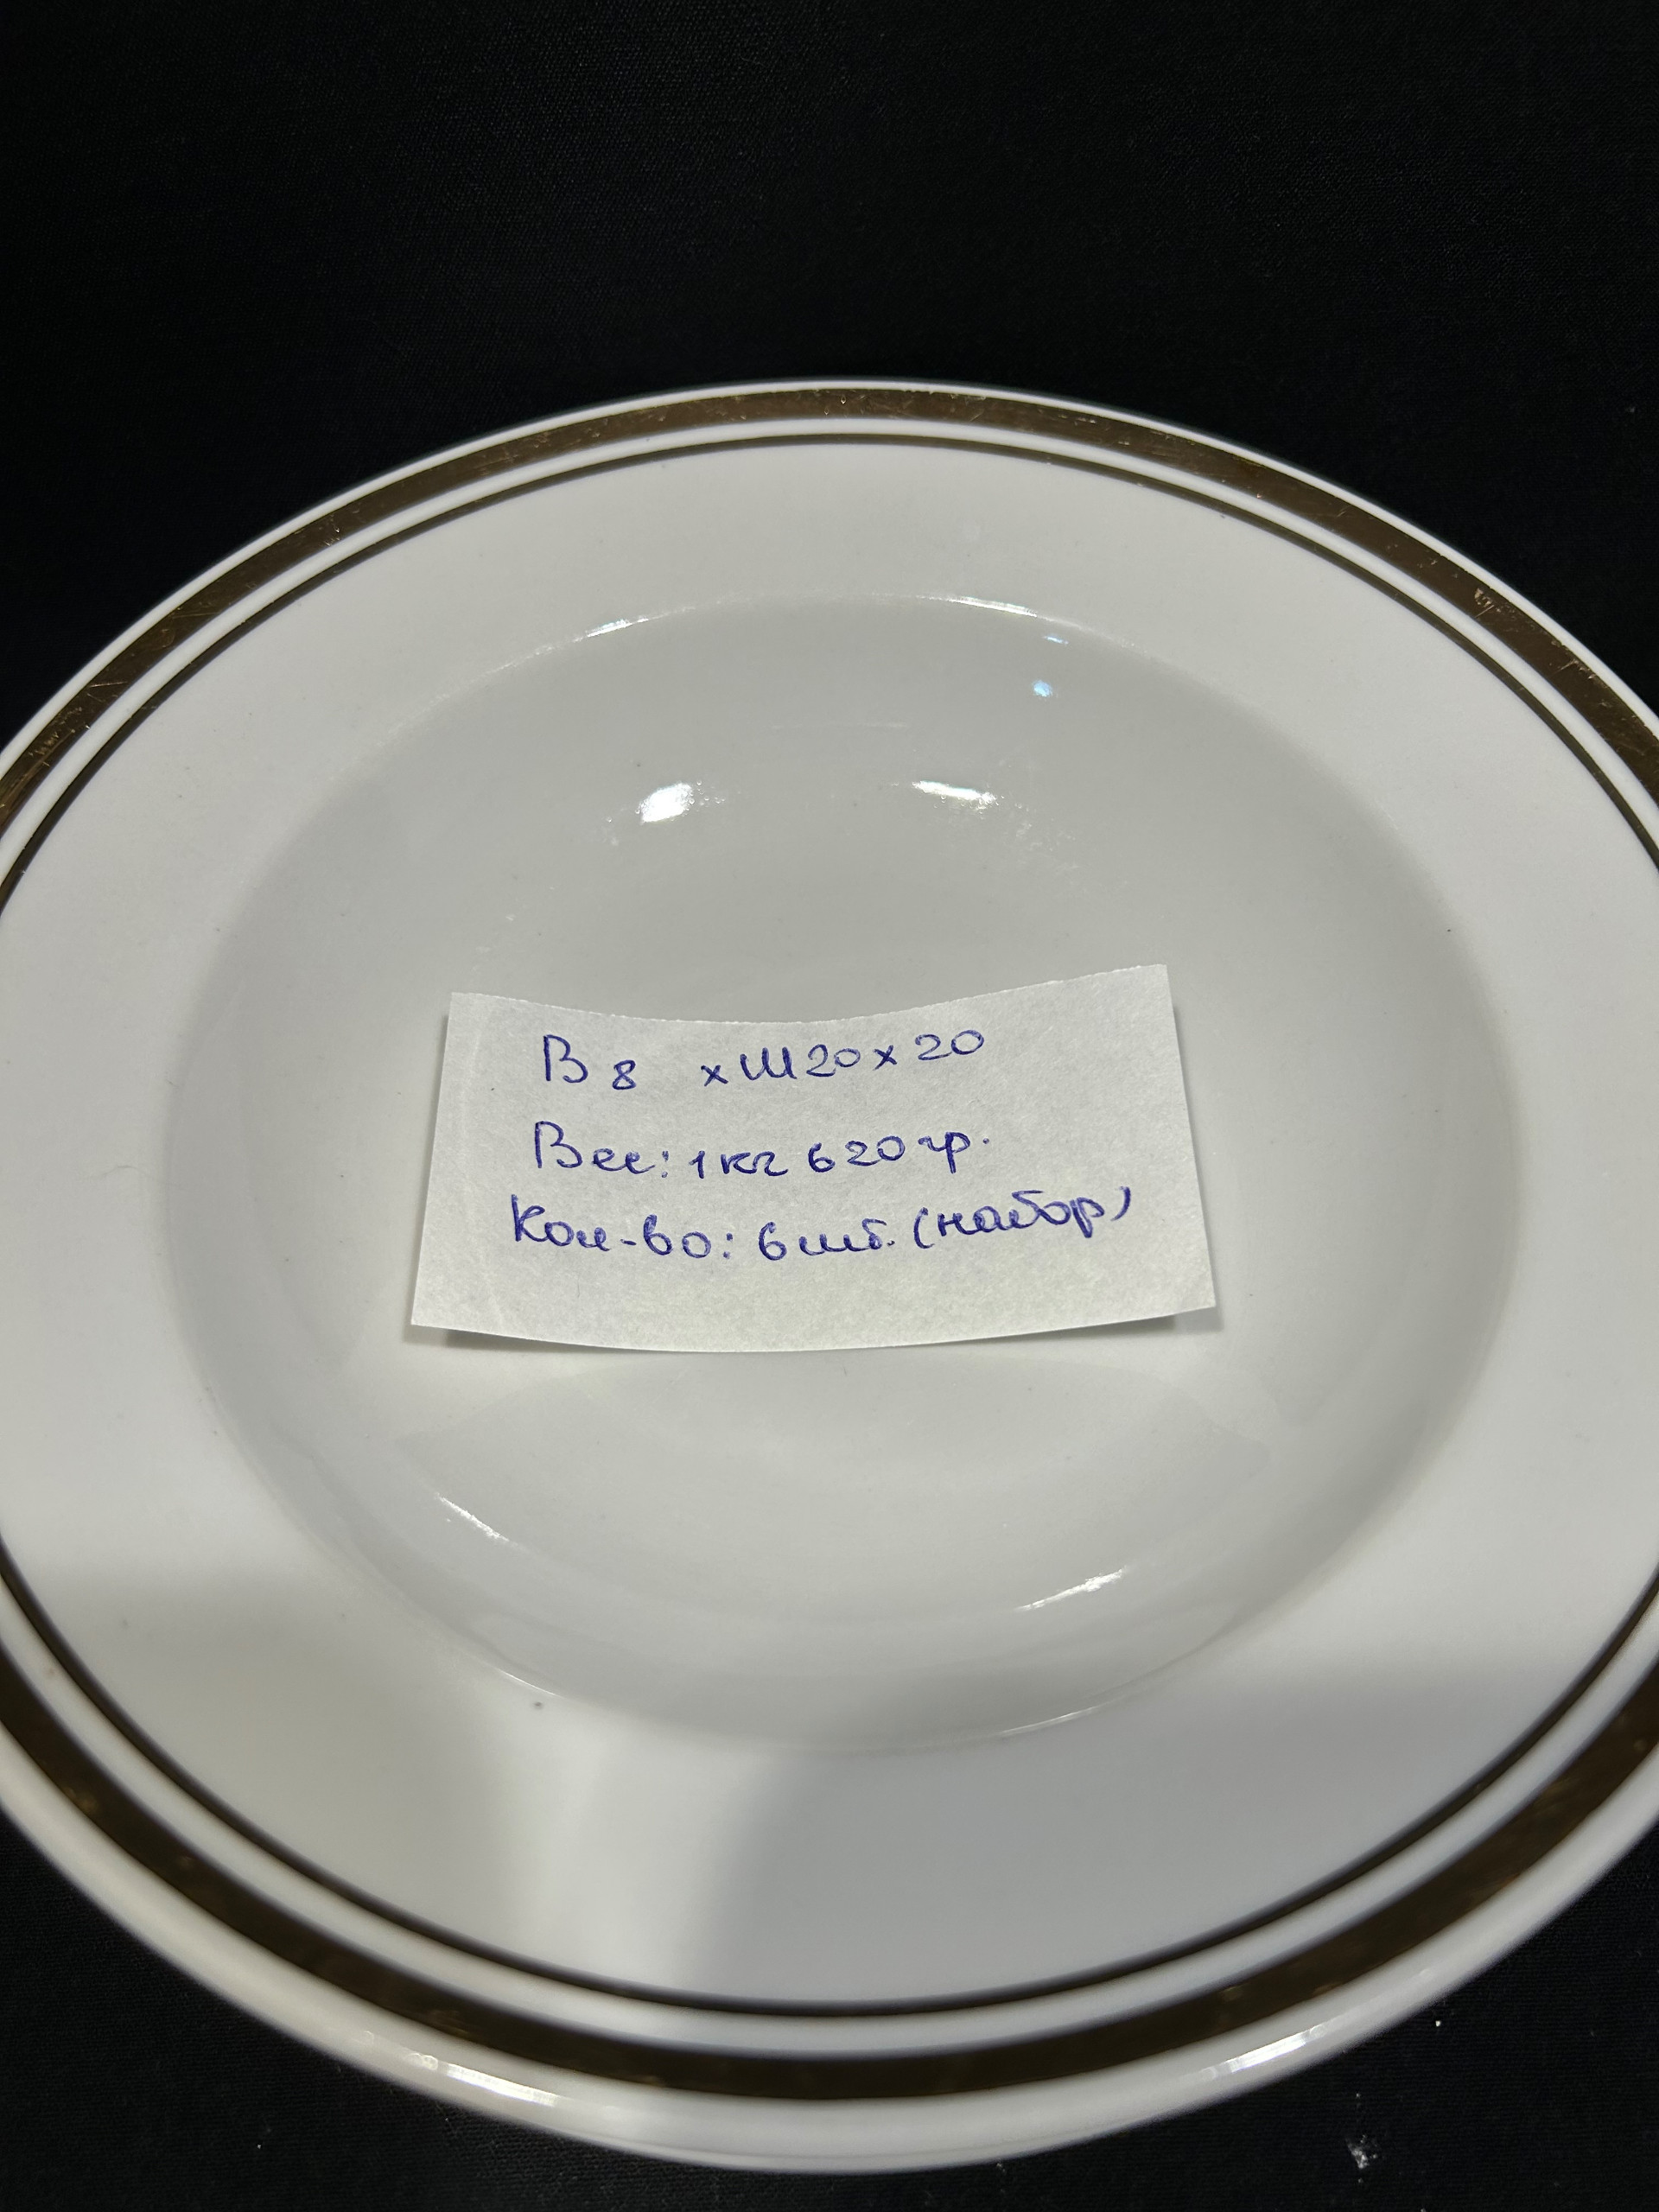 В 8 х Ш 20 х 20
Вес: 1 кг 620 гр.
Кол-во: 6 шт. (набор)